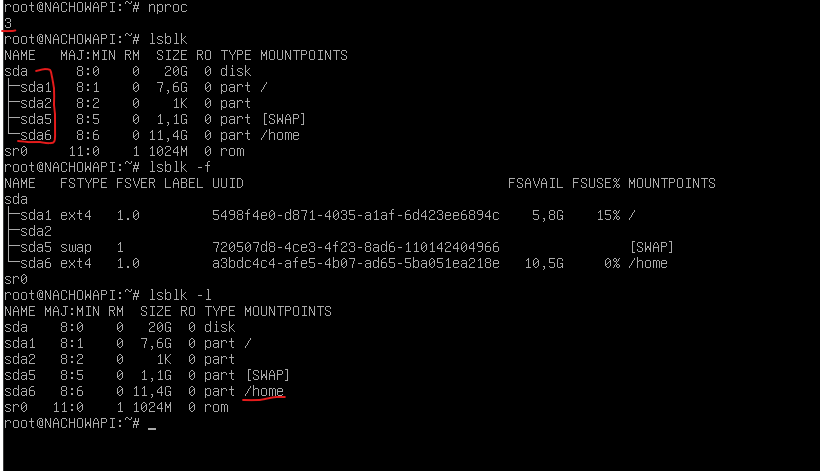 root@NACHOWAPI:~# nproc
3
root@NACHOWAPI:~# lsblk
NAME   MAJ:MIN RM  SIZE RO TYPE MOUNTPOINTS
sda      8:0    0   20G  0 disk
├─sda1   8:1    0  7,6G  0 part /
├─sda2   8:2    0    1K  0 part
├─sda5   8:5    0  1,1G  0 part [SWAP]
└─sda6   8:6    0 11,4G  0 part /home
sr0     11:0    1 1024M  0 rom
root@NACHOWAPI:~# lsblk -f
NAME   FSTYPE FSVER LABEL UUID                                 FSAVAIL FSUSE% MOUNTPOINTS
sda
├─sda1 ext4   1.0         5498f4e0-d871-4035-a1af-6d423ee6894c    5,8G    15% /
├─sda2
├─sda5 swap   1           720507d8-4ce3-4f23-8ad6-110142404966                [SWAP]
└─sda6 ext4   1.0         a3bdc4c4-afe5-4b07-ad65-5ba051ea218e   10,5G     0% /home
sr0
root@NACHOWAPI:~# lsblk -l
NAME MAJ:MIN RM  SIZE RO TYPE MOUNTPOINTS
sda    8:0    0   20G  0 disk
sda1   8:1    0  7,6G  0 part /
sda2   8:2    0    1K  0 part
sda5   8:5    0  1,1G  0 part [SWAP]
sda6   8:6    0 11,4G  0 part /home
sr0   11:0    1 1024M  0 rom
root@NACHOWAPI:~# _